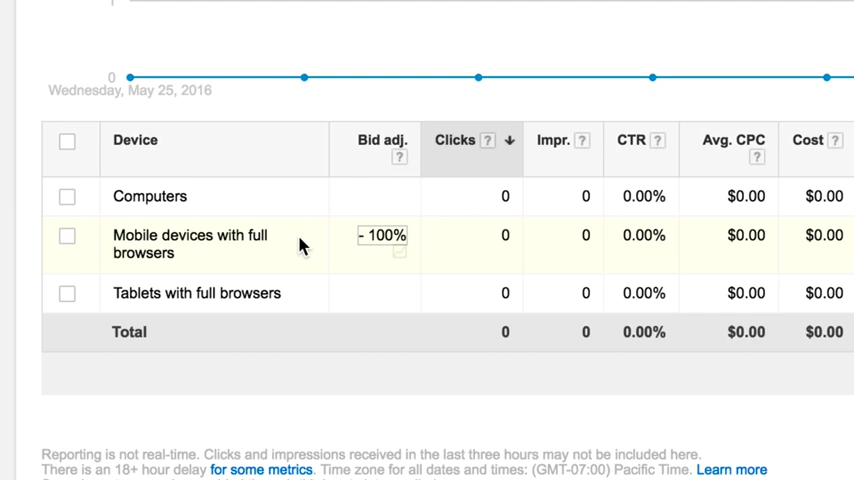 0
Wednesday, May 25, 2016
Device Bid adj. ? Clicks ? Impr. ? CTR ? Avg. CPC ? Cost ?
Computers 0 0 0.00% $0.00 $0.00
Mobile devices with full browsers - 100% 0 0 0.00% $0.00 $0.00
Tablets with full browsers 0 0 0.00% $0.00 $0.00
Total 0 0 0.00% $0.00 $0.00
Reporting is not real-time. Clicks and impressions received in the last three hours may not be included here.
There is an 18+ hour delay for some metrics. Time zone for all dates and times: (GMT-07:00) Pacific Time. Learn more